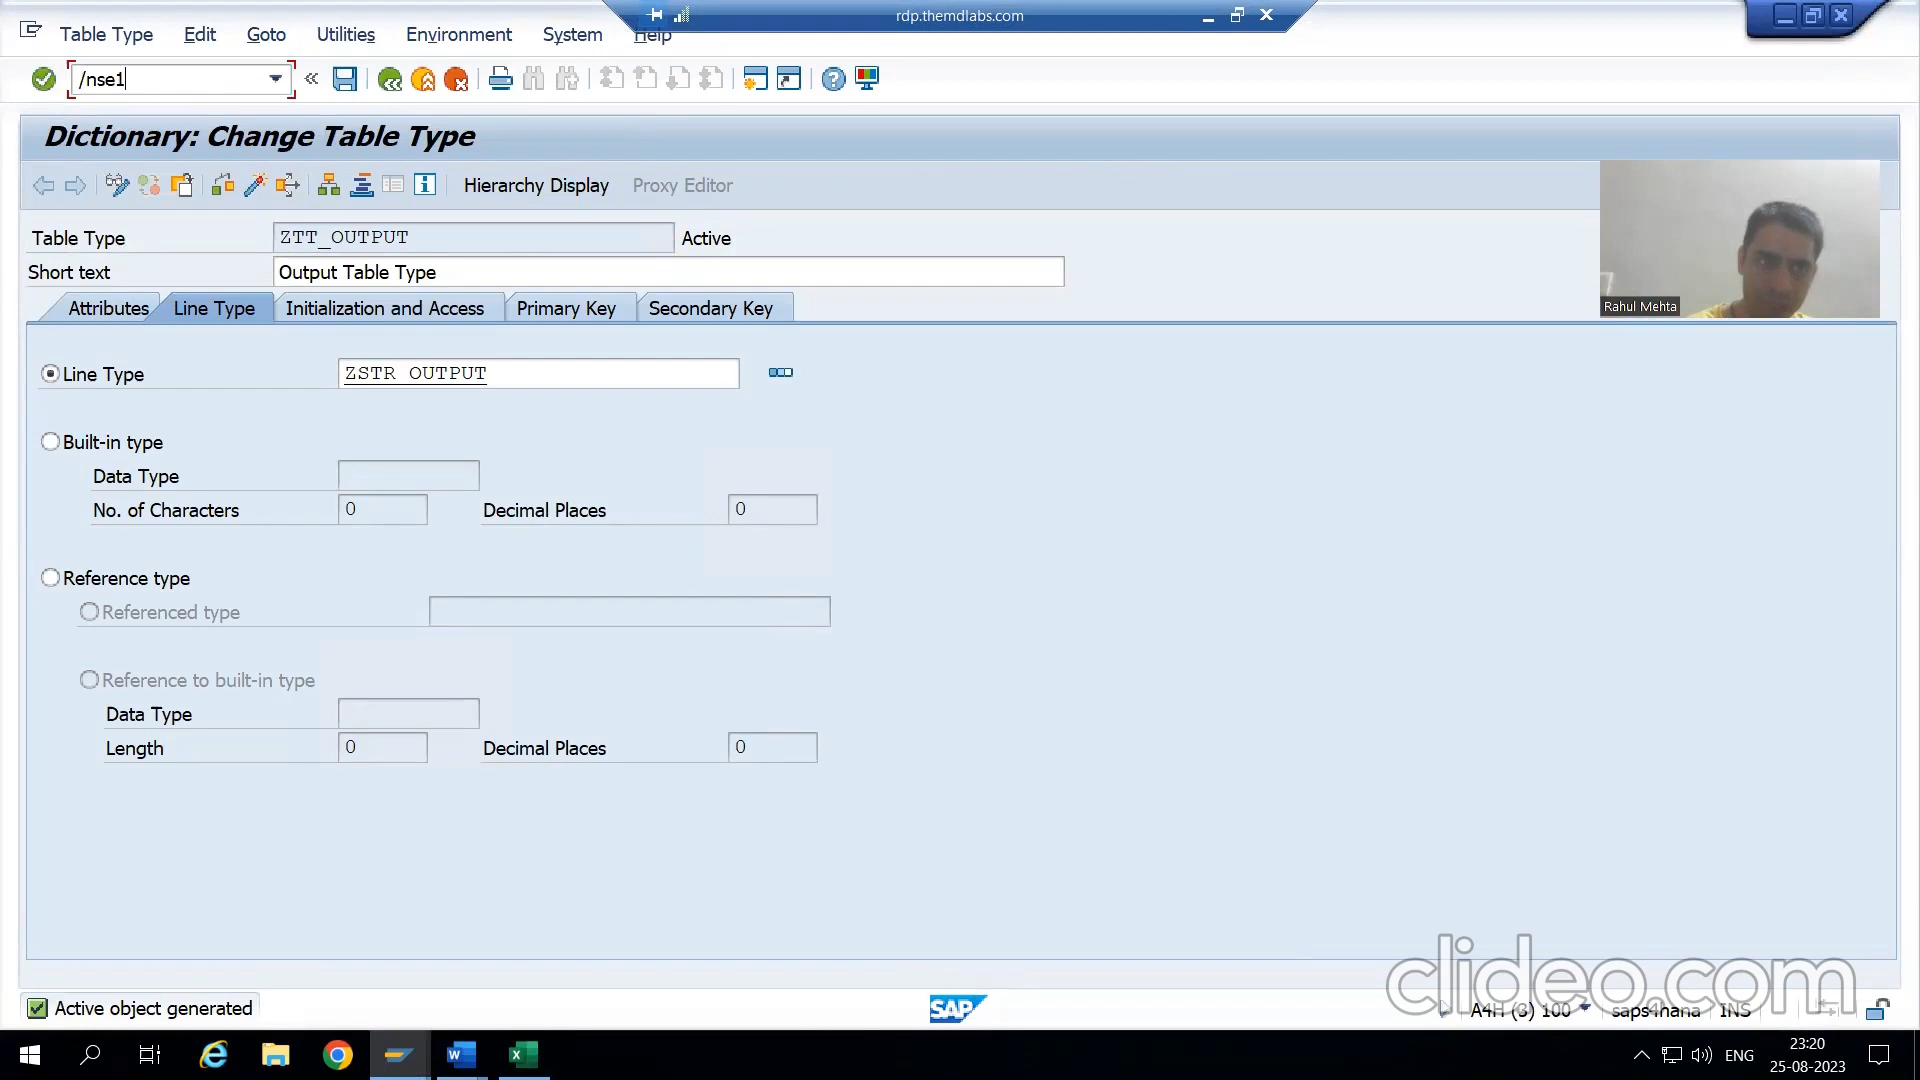 rdp.themdlabs.com
Table Type Edit Goto Utilities Environment System Help
/nse1
Dictionary: Change Table Type
Hierarchy Display Proxy Editor
Table Type ZTT_OUTPUT Active
Short text Output Table Type
Attributes Line Type Initialization and Access Primary Key Secondary Key
Rahul Mehta
Line Type ZSTR_OUTPUT
Built-in type
Data Type
No. of Characters 0 Decimal Places 0
Reference type
Referenced type
Reference to built-in type
Data Type
Length 0 Decimal Places 0
clideo.com
Active object generated SAP A4H (3) 100 saps4hana INS
ENG 23:20
25-08-2023